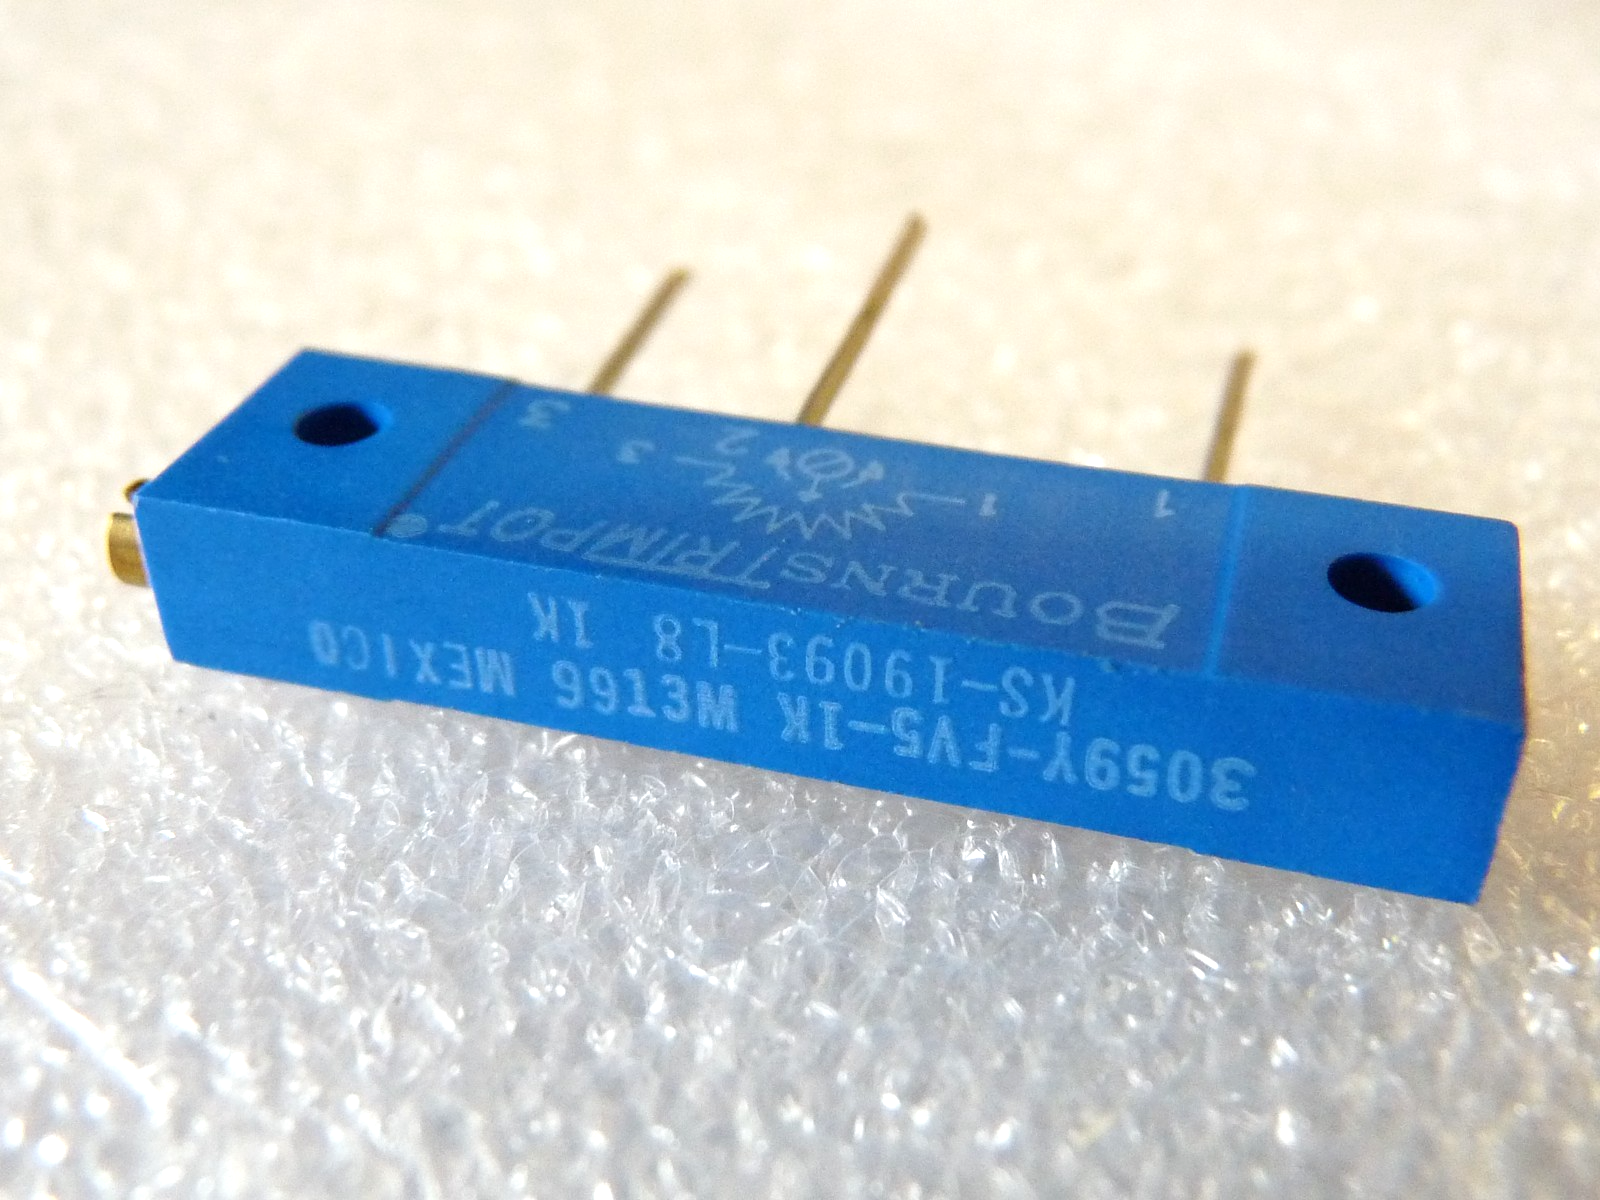 BOURNS TRIMPOT®
1 3
1 2 3
KS-19093-L8 1K
3059Y-FV5-1K WE166 MEXICO